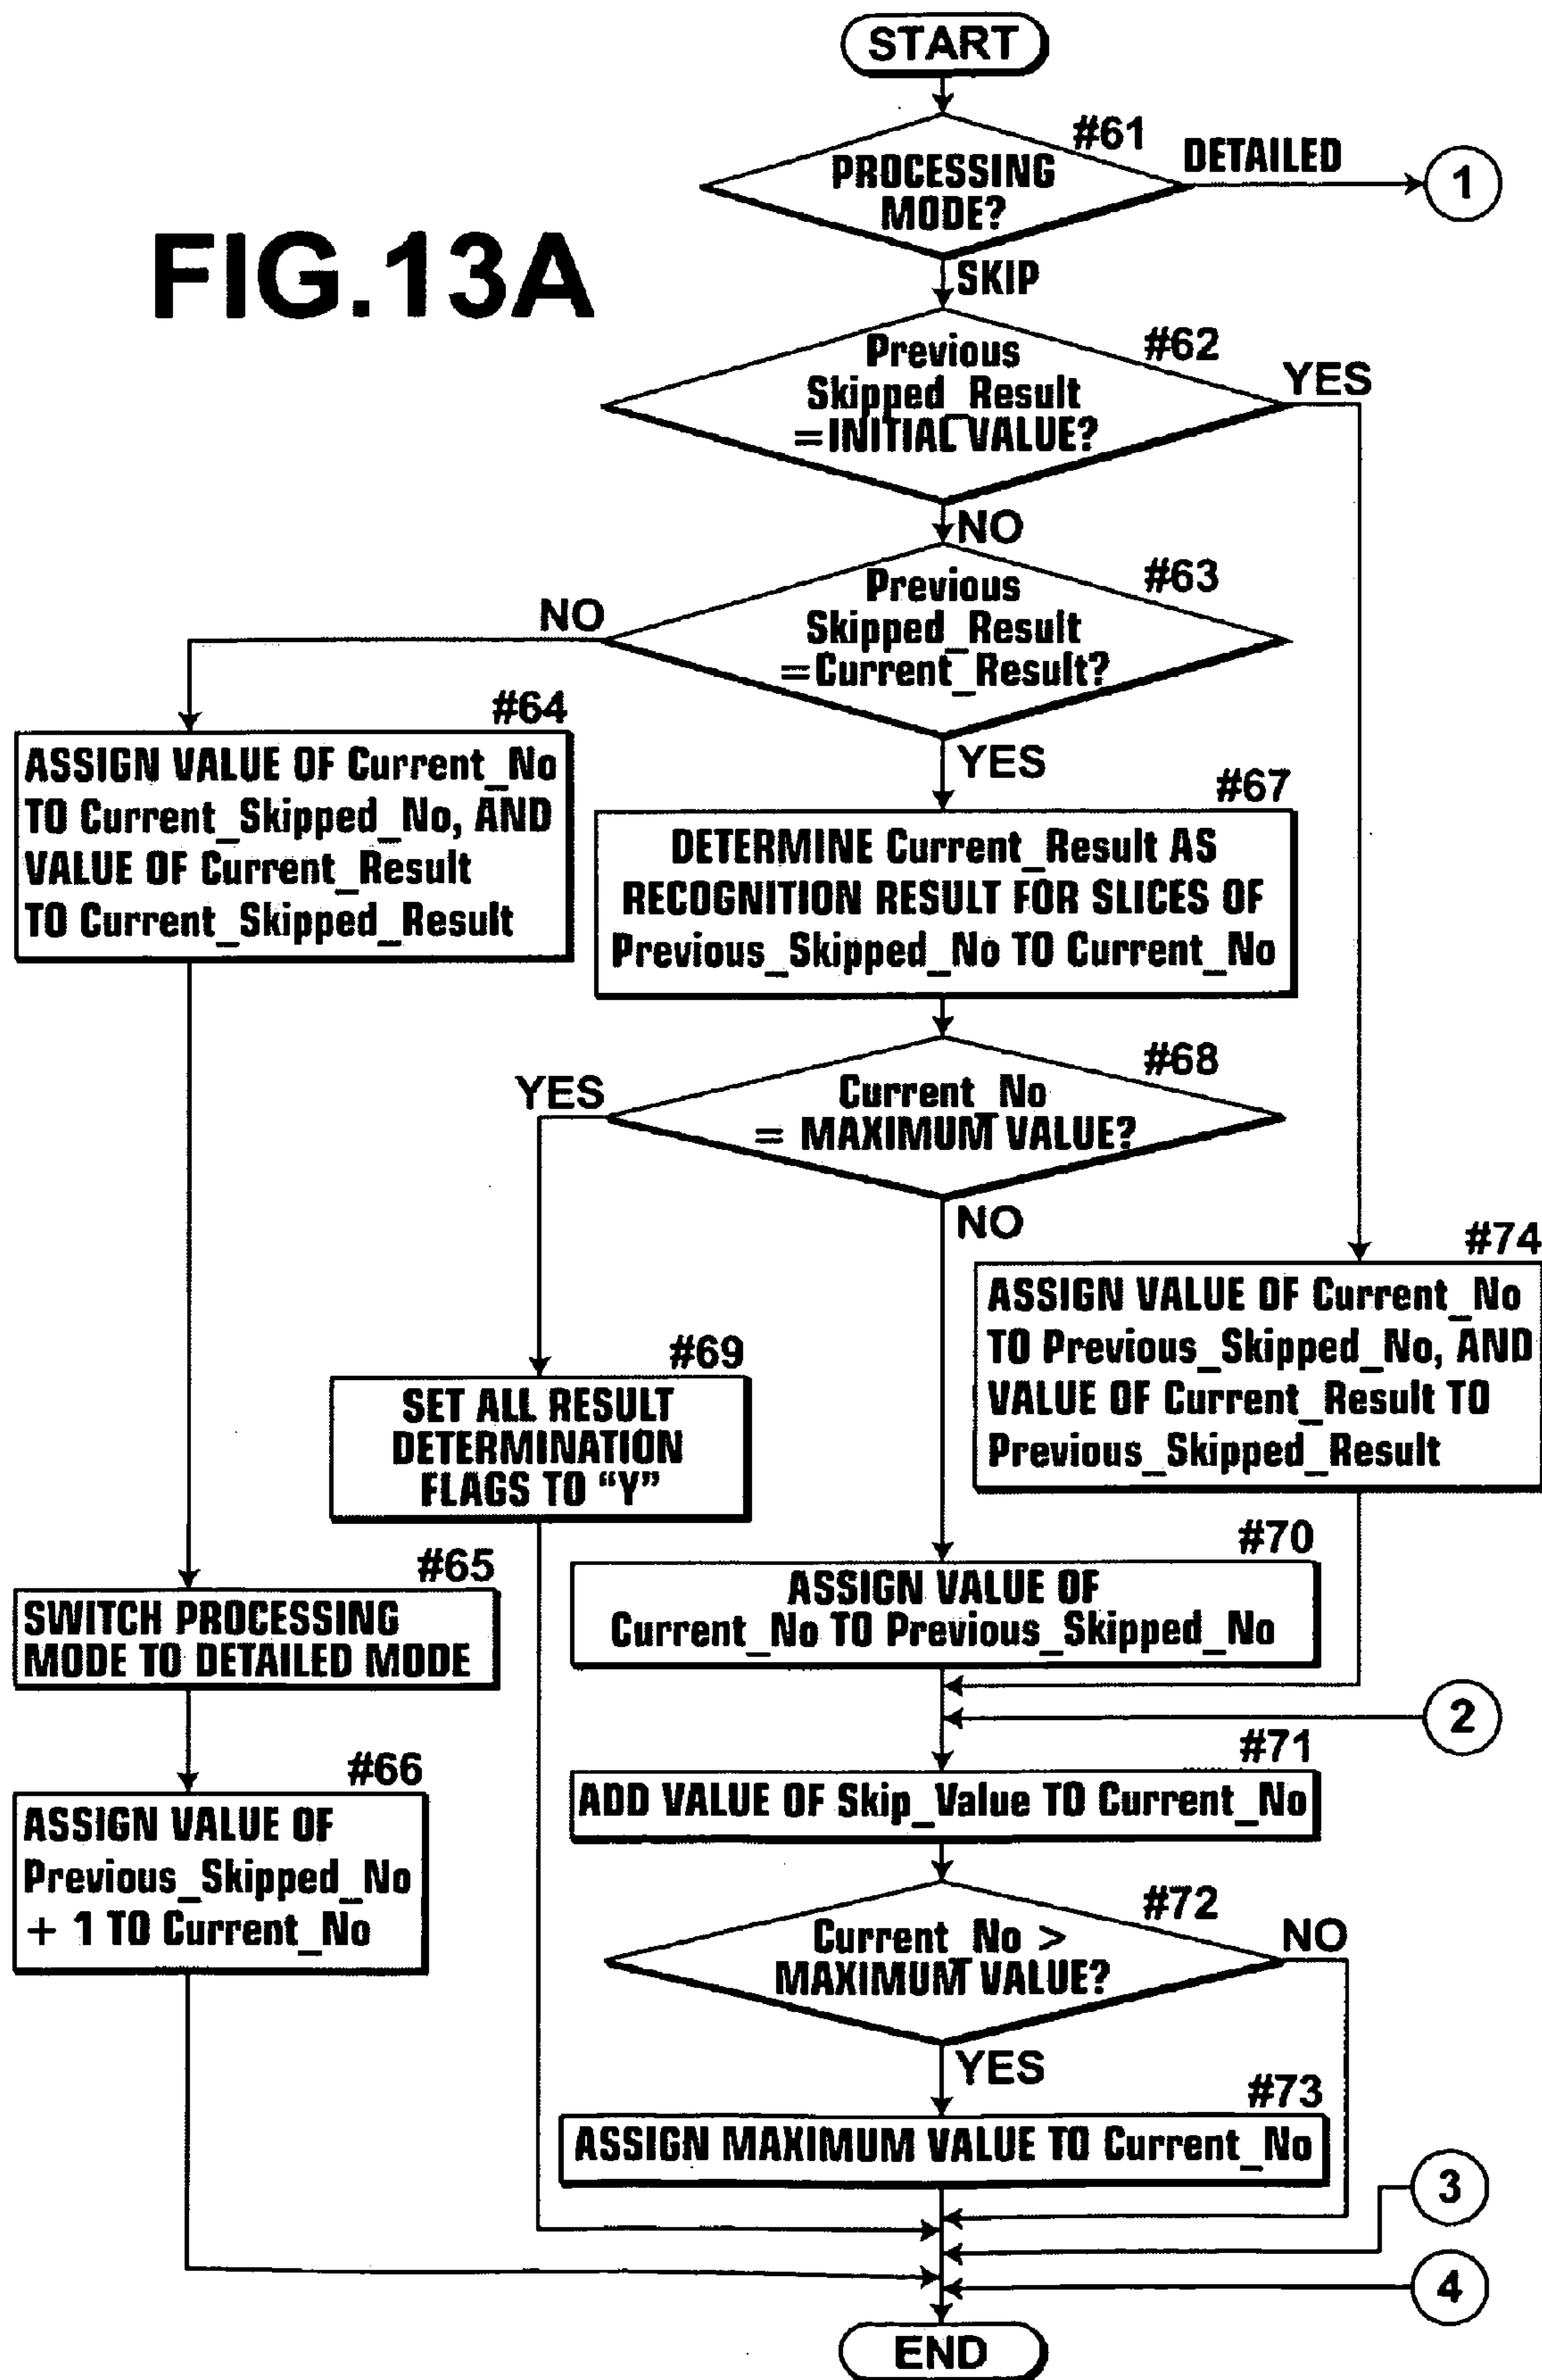 START
#61
DETAILED
1
PROCESSING
MODE?
FIG.13A
SKIP
#62
YES
Previous
Skipped_Result
=INITIAL VALUE?
NO
#63
NO
Previous
Skipped_Result
=Current_Result?
#64
YES
ASSIGN VALUE OF Current_No
TO Current_Skipped_No, AND
VALUE OF Current_Result
TO Current_Skipped_Result
#67
DETERMINE Current_Result AS
RECOGNITION RESULT FOR SLICES OF
Previous_Skipped_No TO Current_No
#68
YES
Current_No
= MAXIMUM VALUE?
NO
#74
ASSIGN VALUE OF Current_No
TO Previous_Skipped_No, AND
VALUE OF Current_Result TO
Previous_Skipped_Result
#69
SET ALL RESULT
DETERMINATION
FLAGS TO “Y”
#70
ASSIGN VALUE OF
Current_No TO Previous_Skipped_No
#65
SWITCH PROCESSING
MODE TO DETAILED MODE
2
#71
ADD VALUE OF Skip_Value TO Current_No
#66
ASSIGN VALUE OF
Previous_Skipped_No
+ 1 TO Current_No
#72
NO
Current_No >
MAXIMUM VALUE?
YES
#73
ASSIGN MAXIMUM VALUE TO Current_No
3
4
END